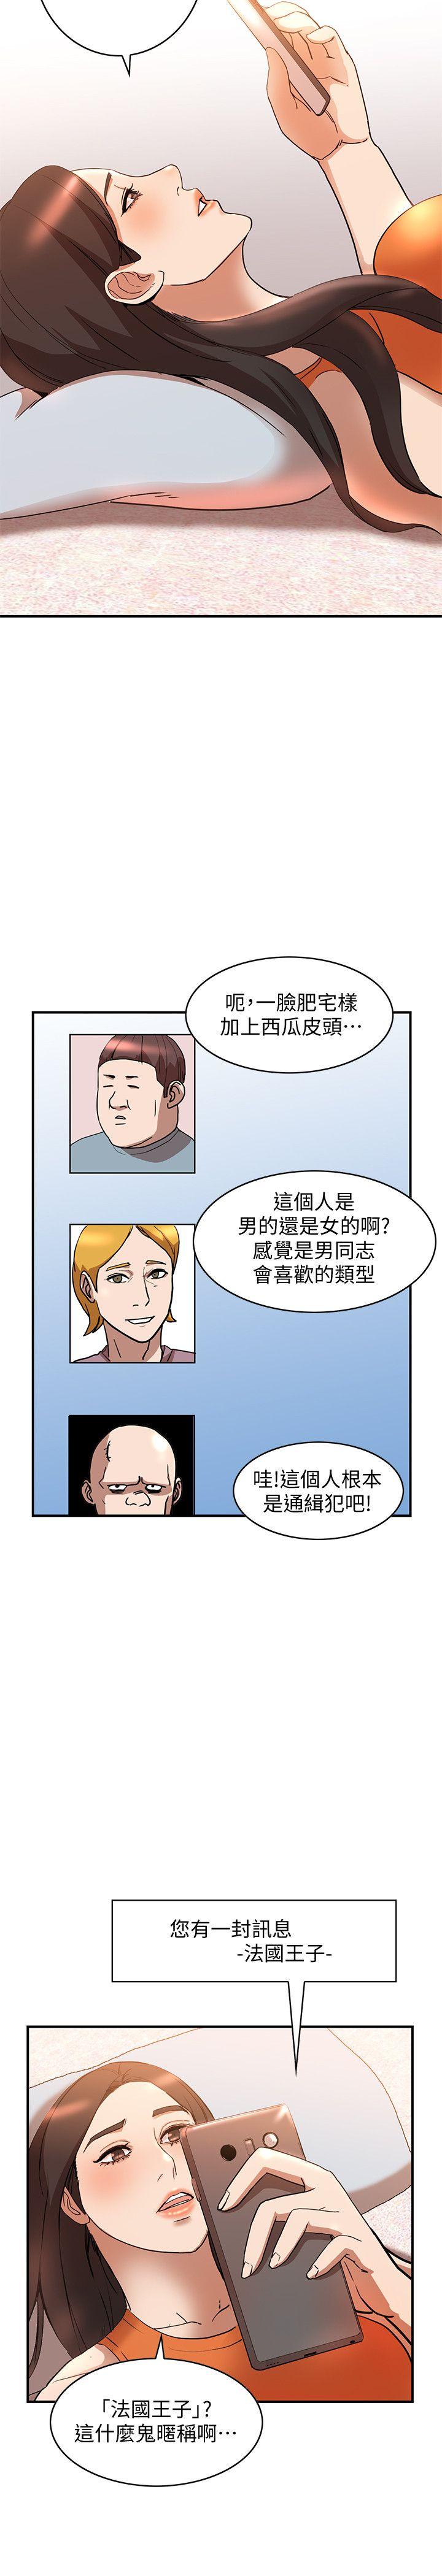 呃，一臉肥宅樣
加上西瓜皮頭⋯
這個人是
男的還是女的啊?
感覺是男同志
會喜歡的類型
哇!這個人根本
是通緝犯吧!
您有一封訊息
-法國王子-
「法國王子」?
這什麼鬼暱稱啊⋯